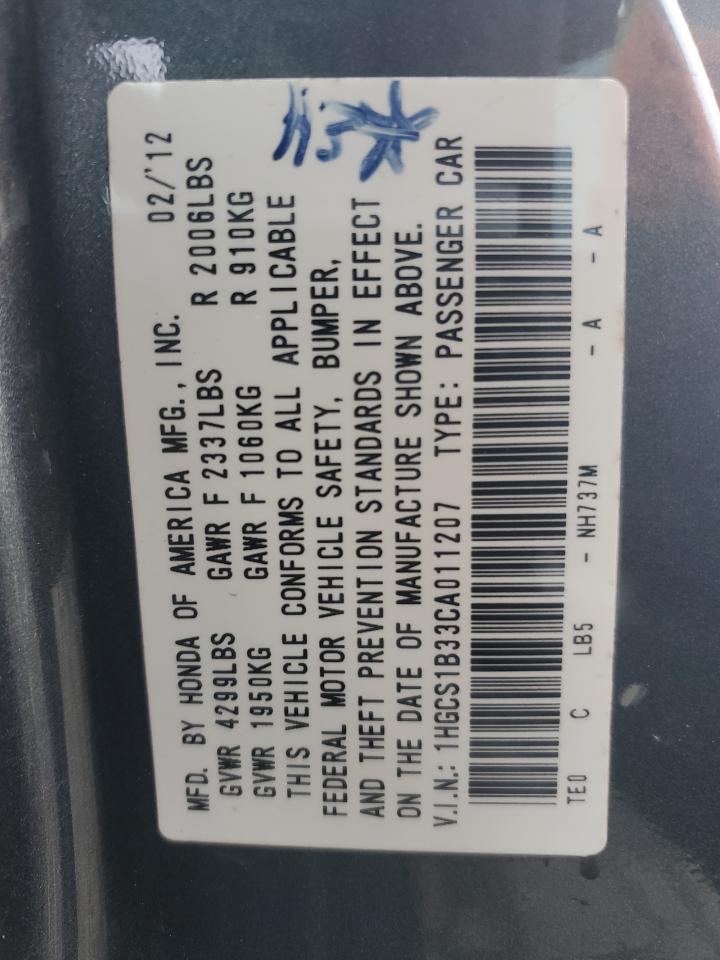 MFD. BY HONDA OF AMERICA MFG., INC. 02/'12
GVWR 4299LBS GAWR F 2337LBS R 2006LBS
GVWR 1950KG GAWR F 1060KG R 910KG
THIS VEHICLE CONFORMS TO ALL APPLICABLE
FEDERAL MOTOR VEHICLE SAFETY, BUMPER,
AND THEFT PREVENTION STANDARDS IN EFFECT
ON THE DATE OF MANUFACTURE SHOWN ABOVE.
V.I.N.: 1HGCS1B33CA011207 TYPE: PASSENGER CAR
TE0 C LB5 - NH737M - A - A